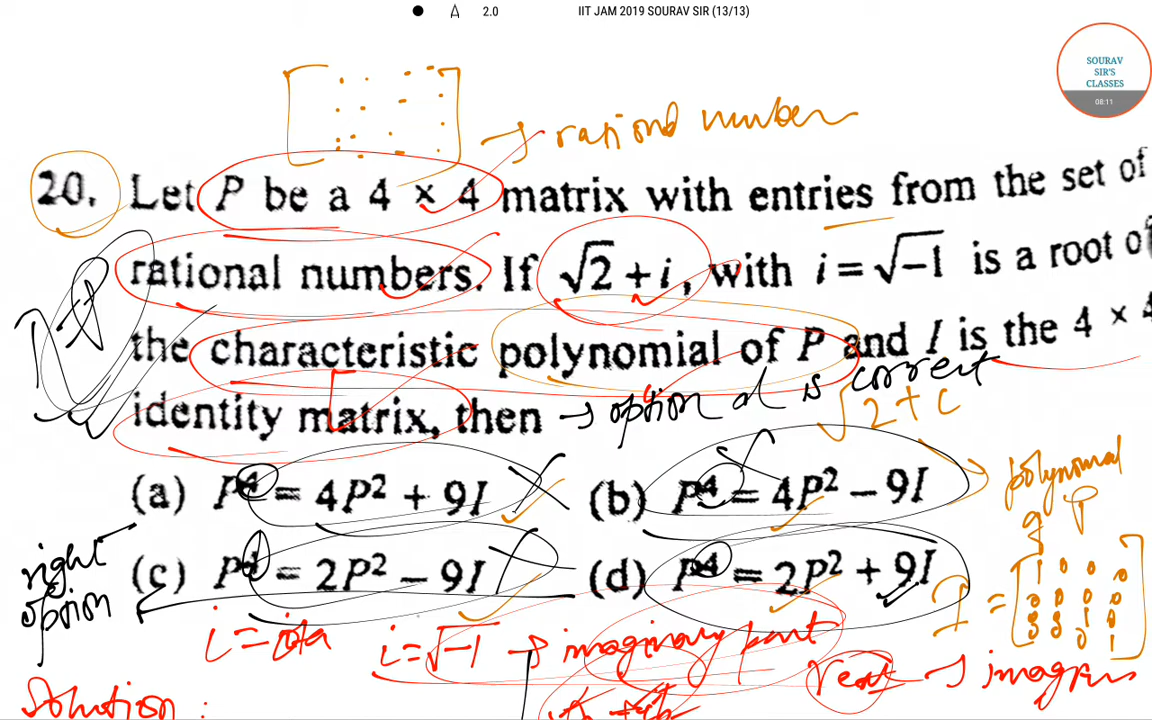 2.0 IIT JAM 2019 SOURAV SIR (13/13)
SOURAV
SIR'S
CLASSES
08:11
→ rational number
20. Let P be a 4 × 4 matrix with entries from the set of
rational numbers. If √2 + i, with i = √−1 is a root of
the characteristic polynomial of P and I is the 4 × 4
identity matrix, then → option d is correct
√2 + i
(a) P⁴ = 4P² + 9I (b) P⁴ = 4P² − 9I
polynomial
P
(c) P⁴ = 2P² − 9I (d) P⁴ = 2P² + 9I
right
option
I =
i = iota i = √−1 → imaginary part
real → imagin
Solution :